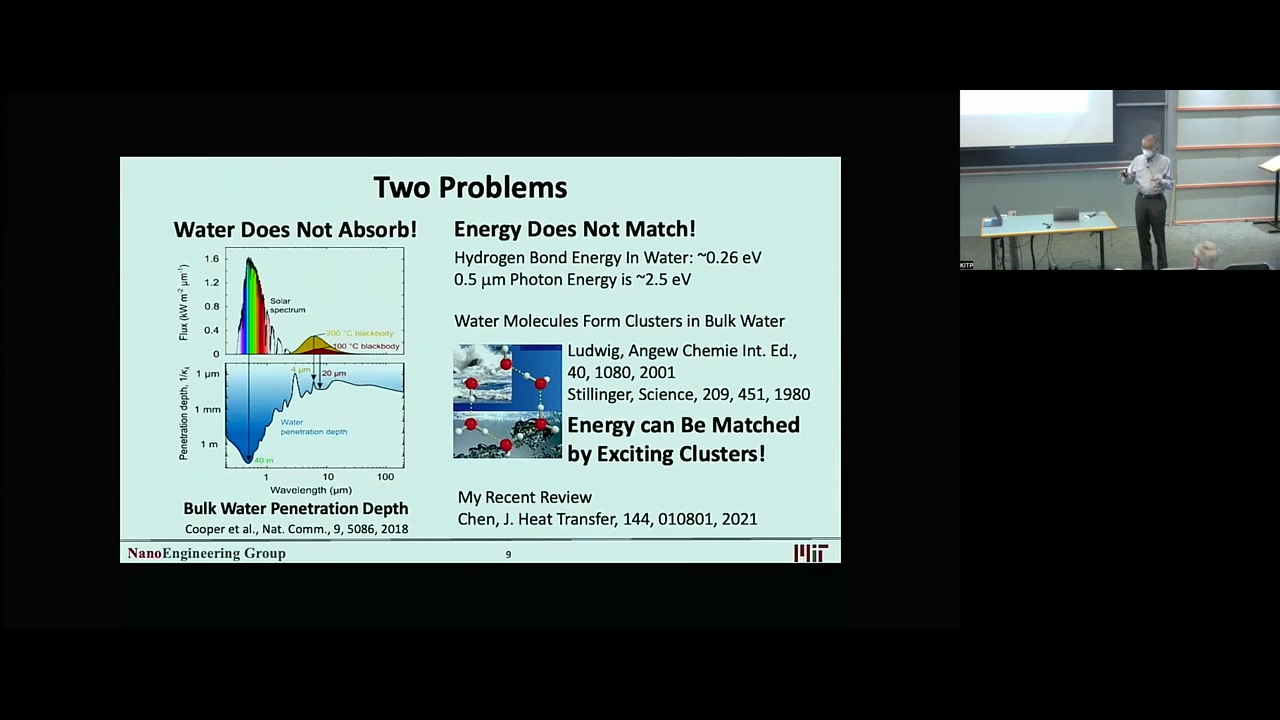 Two Problems
Water Does Not Absorb!
Flux (kW m⁻² µm⁻¹)
1.6
1.2
0.8
0.4
0
Solar
spectrum
200 °C blackbody
100 °C blackbody
Penetration depth, 1/κ
1 µm
1 mm
1 m
4 µm
20 µm
Water
penetration depth
40 m
1
10
100
Wavelength (µm)
Bulk Water Penetration Depth
Cooper et al., Nat. Comm., 9, 5086, 2018
Energy Does Not Match!
Hydrogen Bond Energy In Water: ~0.26 eV
0.5 µm Photon Energy is ~2.5 eV
Water Molecules Form Clusters in Bulk Water
Ludwig, Angew Chemie Int. Ed.,
40, 1080, 2001
Stillinger, Science, 209, 451, 1980
Energy can Be Matched
by Exciting Clusters!
My Recent Review
Chen, J. Heat Transfer, 144, 010801, 2021
NanoEngineering Group
9
MIT
KITP